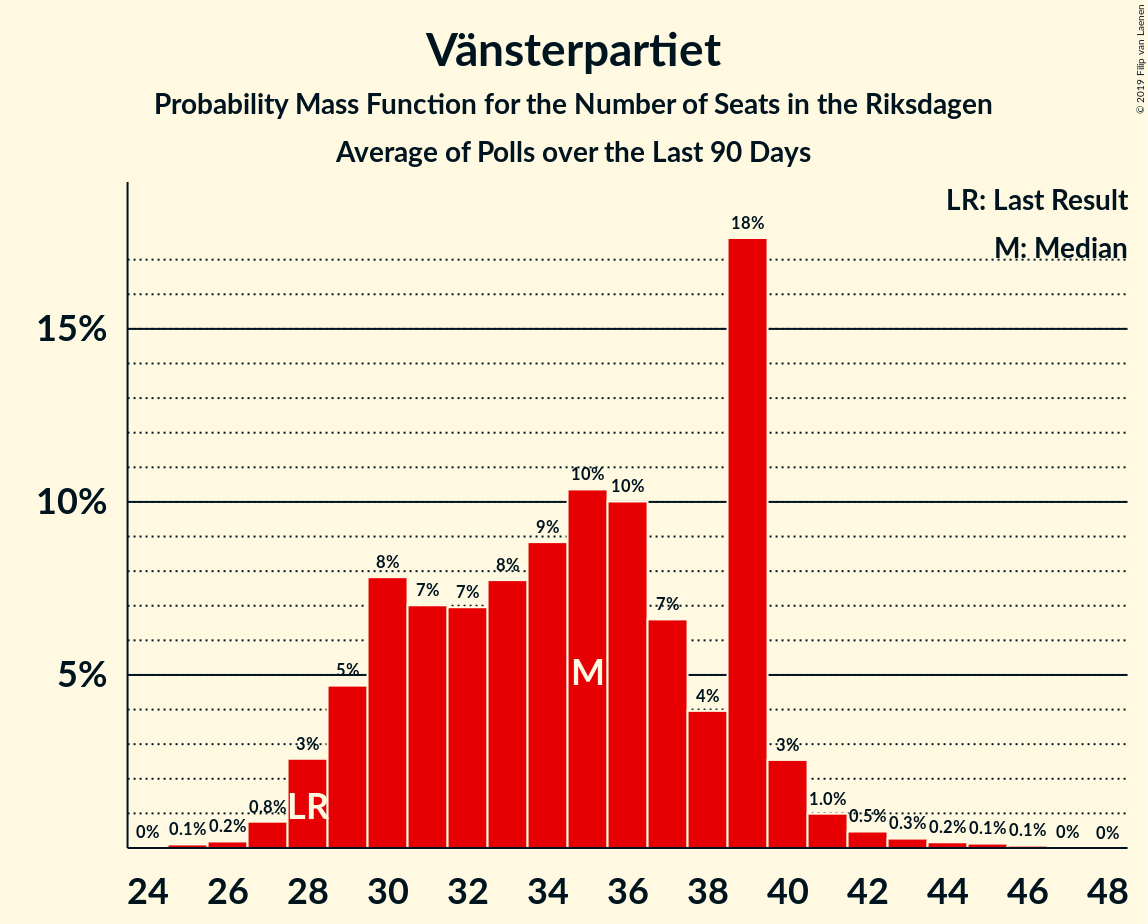 Vänsterpartiet
Probability Mass Function for the Number of Seats in the Riksdagen
Average of Polls over the Last 90 Days
© 2019 Filip van Laenen
LR: Last Result
M: Median
15%
10%
5%
0% 0.1% 0.2% 0.8% 3% 5% 8% 7% 7% 8% 9% 10% 10% 7% 4% 18% 3% 1.0% 0.5% 0.3% 0.2% 0.1% 0.1% 0% 0%
LR M
24 26 28 30 32 34 36 38 40 42 44 46 48